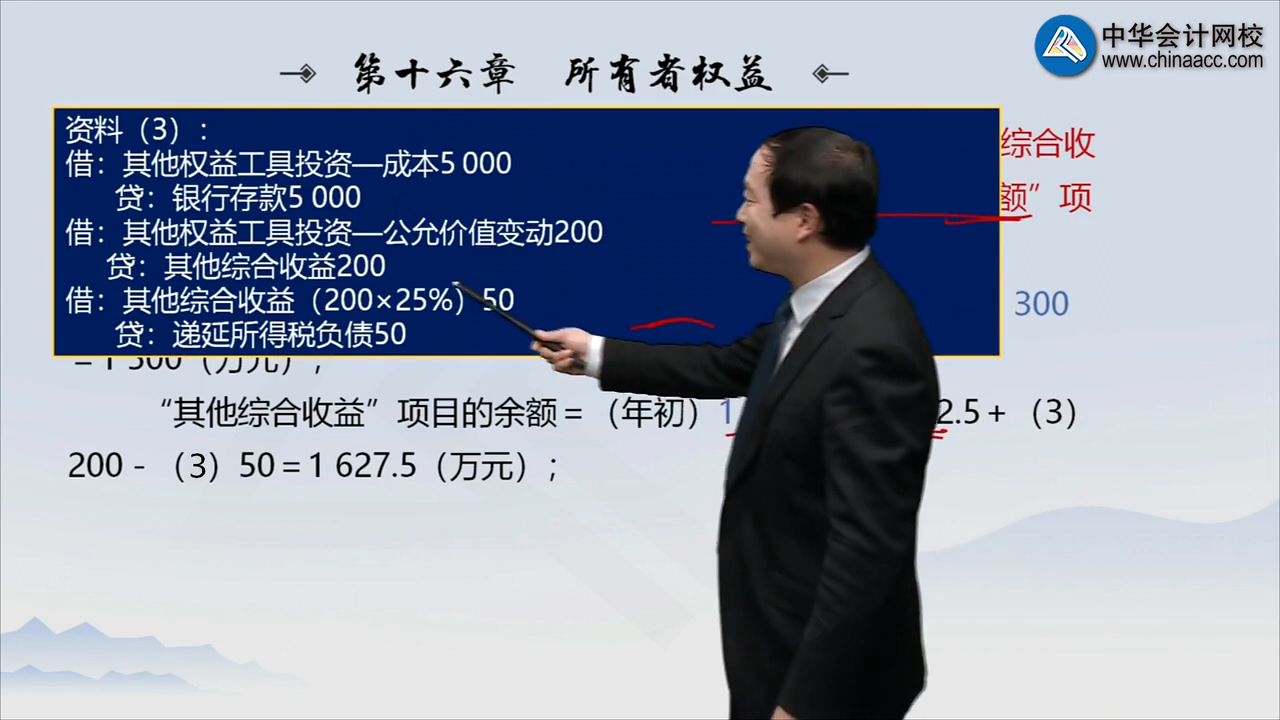 中华会计网校
www.chinaacc.com
第十六章 所有者权益
资料（3）：
借：其他权益工具投资—成本5 000
贷：银行存款5 000
借：其他权益工具投资—公允价值变动200
贷：其他综合收益200
借：其他综合收益（200×25%）50
贷：递延所得税负债50
综合收
额”项
300
=1 300（万元）；
“其他综合收益”项目的余额=（年初）1 2.5+（3）
200-（3）50=1 627.5（万元）；